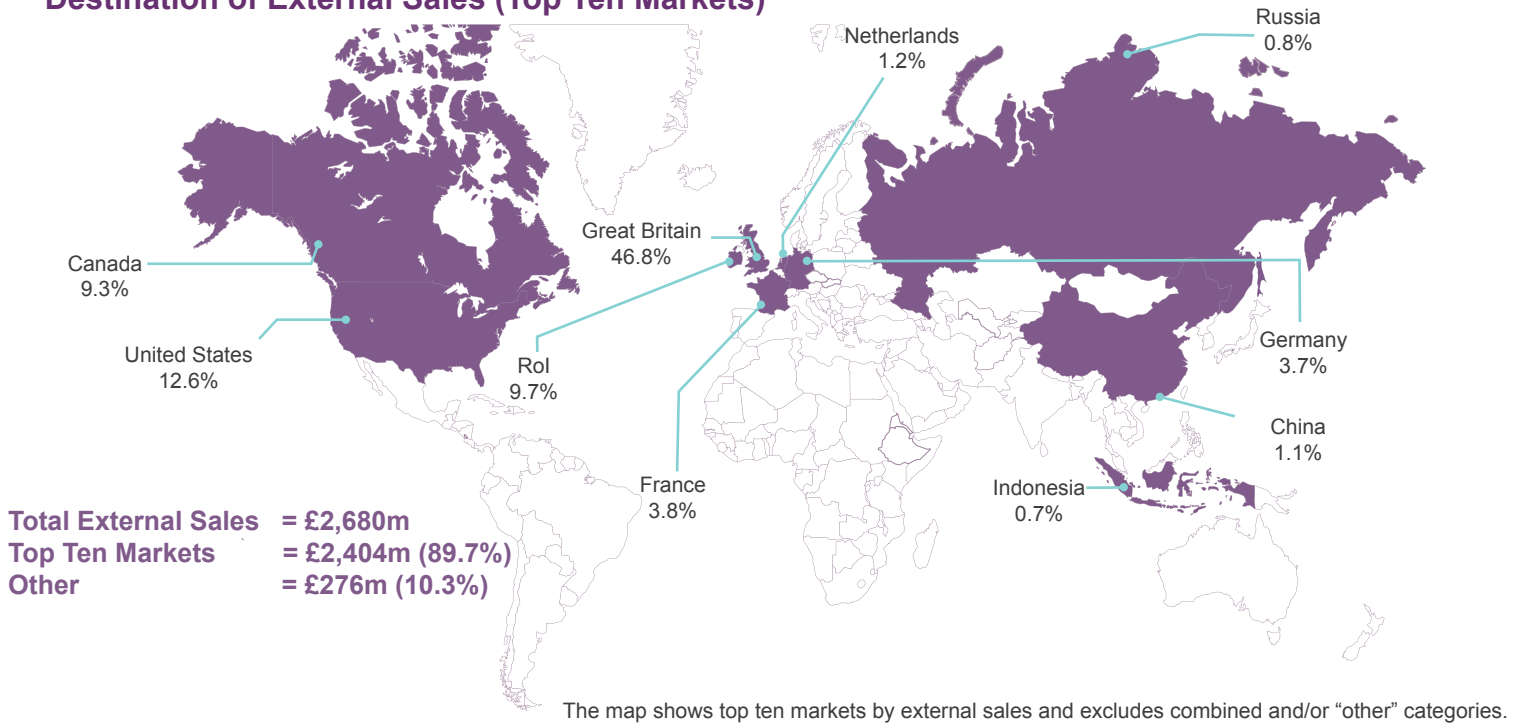 Destination of External Sales (Top Ten Markets)
Russia
0.8%
Netherlands
1.2%
Great Britain
46.8%
Canada
9.3%
United States
12.6%
RoI
9.7%
Germany
3.7%
China
1.1%
France
3.8%
Indonesia
0.7%
Total External Sales = £2,680m
Top Ten Markets = £2,404m (89.7%)
Other = £276m (10.3%)
The map shows top ten markets by external sales and excludes combined and/or “other” categories.